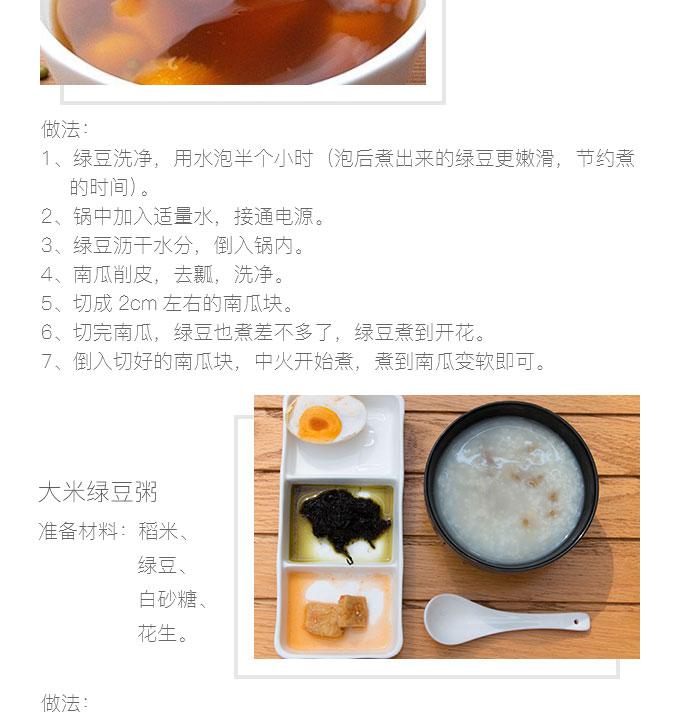 做法：
1、绿豆洗净，用水泡半个小时（泡后煮出来的绿豆更嫩滑，节约煮
的时间）。
2、锅中加入适量水，接通电源。
3、绿豆沥干水分，倒入锅内。
4、南瓜削皮，去瓤，洗净。
5、切成 2cm 左右的南瓜块。
6、切完南瓜，绿豆也煮差不多了，绿豆煮到开花。
7、倒入切好的南瓜块，中火开始煮，煮到南瓜变软即可。
大米绿豆粥
准备材料：稻米、
绿豆、
白砂糖、
花生。
做法：